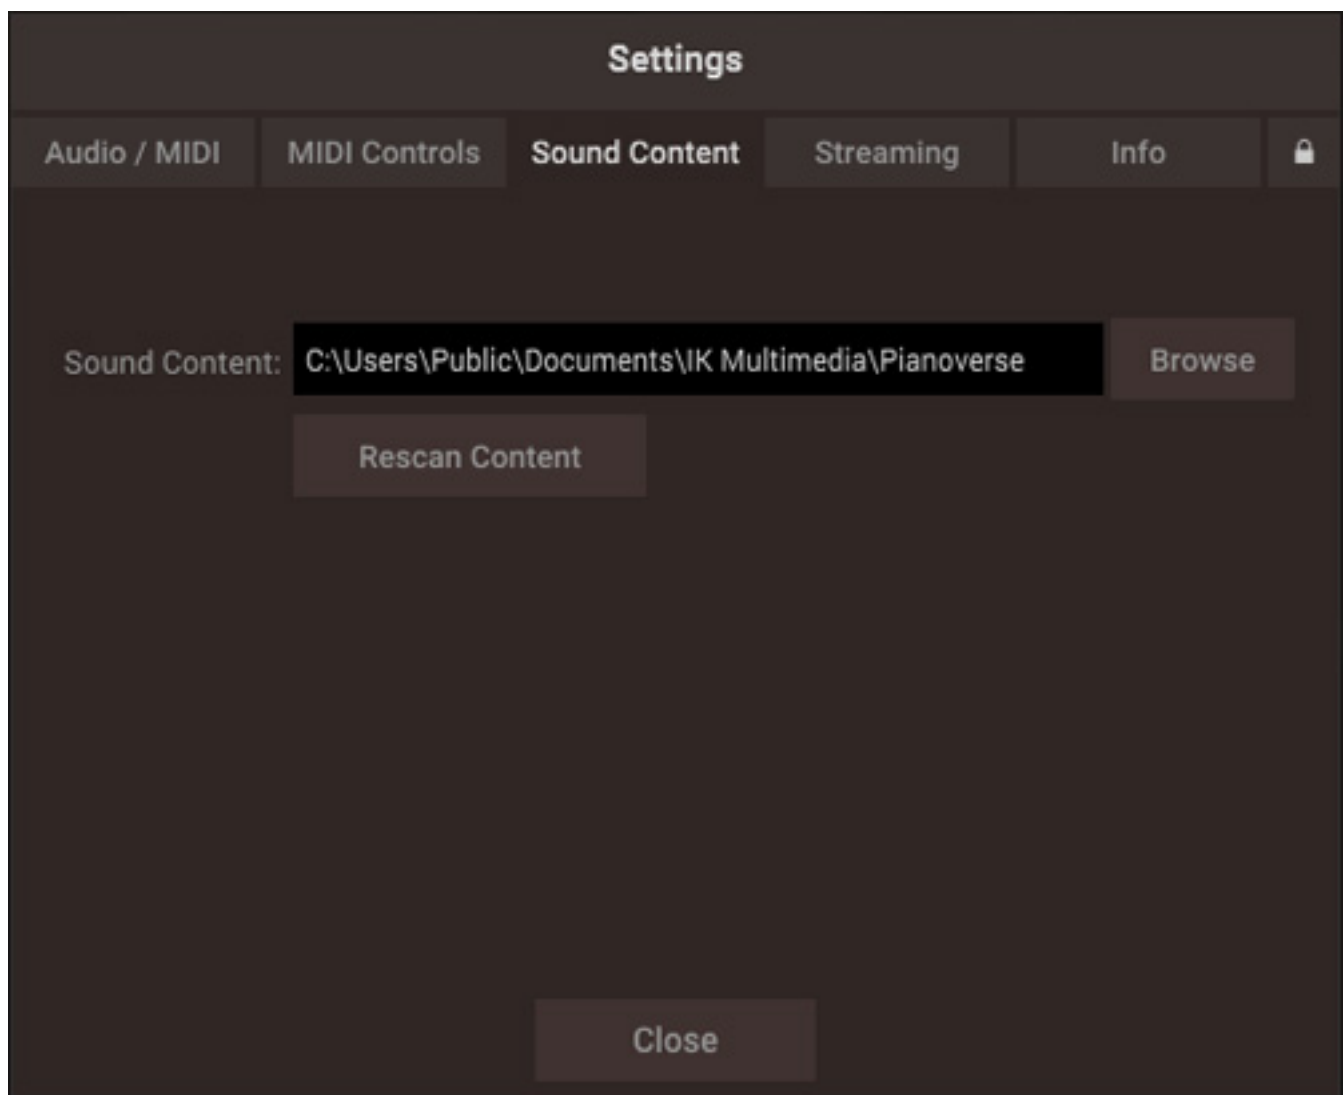 Settings
Audio / MIDI MIDI Controls Sound Content Streaming Info
Sound Content: C:\Users\Public\Documents\IK Multimedia\Pianoverse Browse
Rescan Content
Close